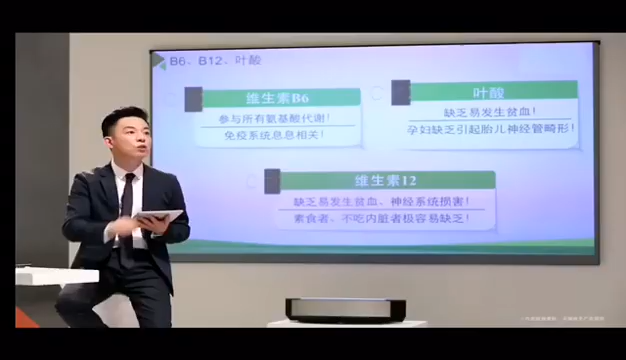 B6、B12、叶酸
维生素B6
参与所有氨基酸代谢!
免疫系统息息相关!
叶酸
缺乏易发生贫血!
孕妇缺乏引起胎儿神经管畸形!
维生素12
缺乏易发生贫血、神经系统损害!
素食者、不吃内脏者极容易缺乏!